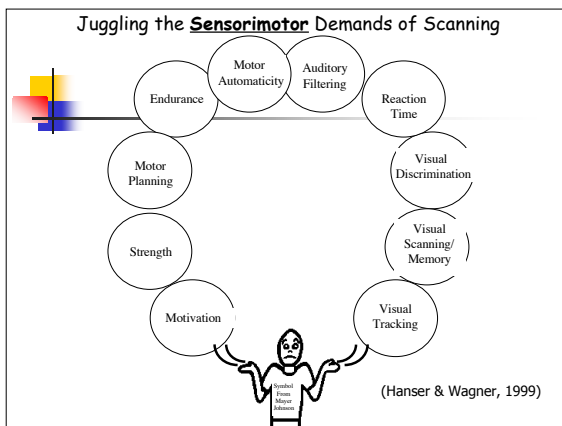 Juggling the Sensorimotor Demands of Scanning
Motor
Automaticity
Auditory
Filtering
Endurance
Reaction
Time
Motor
Planning
Visual
Discrimination
Strength
Visual
Scanning/
Memory
Motivation
Visual
Tracking
Symbol
From
Mayer
Johnson
(Hanser & Wagner, 1999)